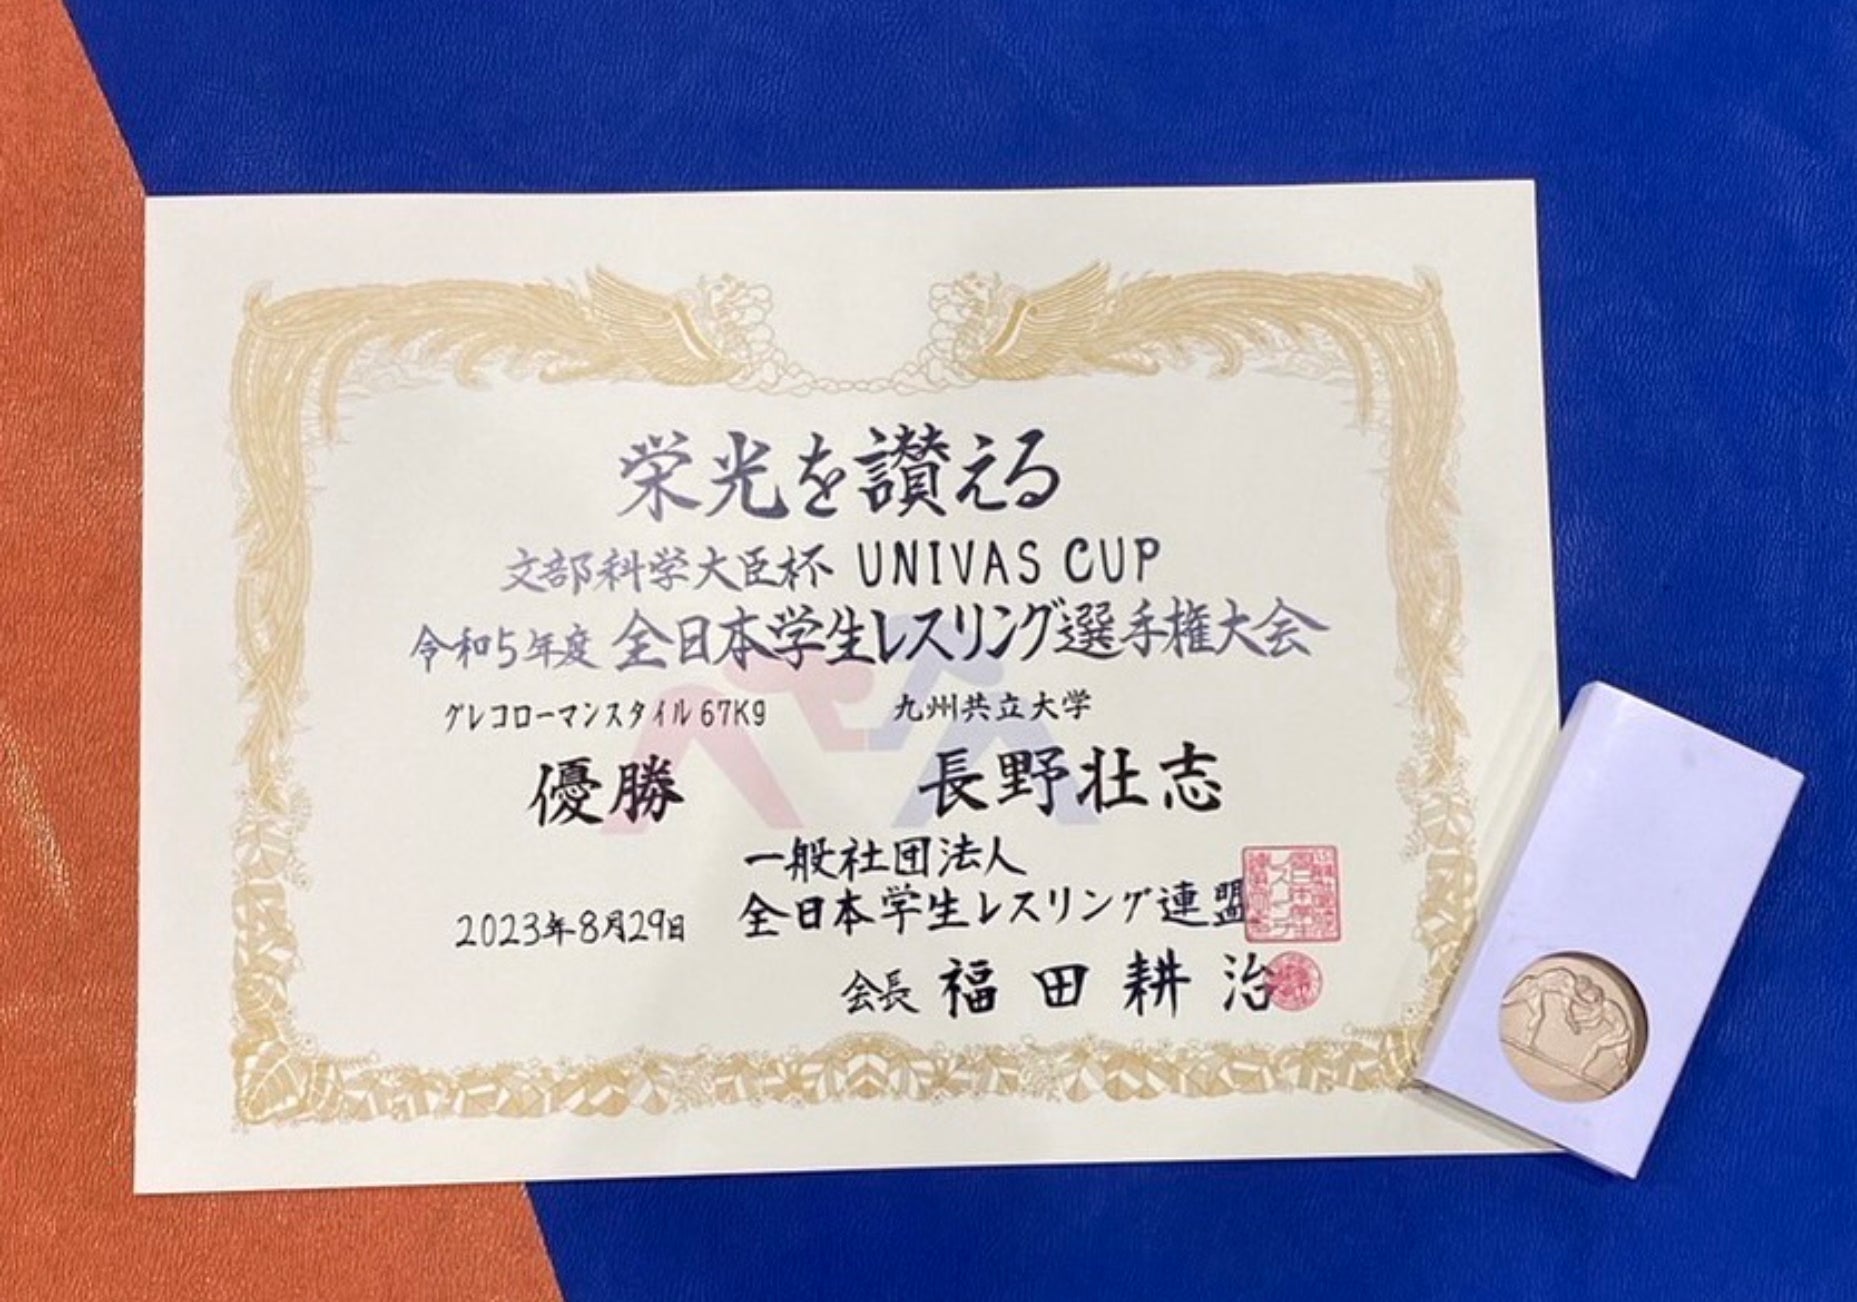 栄光を讃える
文部科学大臣杯 UNIVAS CUP
令和5年度 全日本学生レスリング選手権大会
グレコローマンスタイル 67Kg 九州共立大学
優勝 長野壮志
一般社団法人
2023年8月29日 全日本学生レスリング連盟
会長 福田耕治